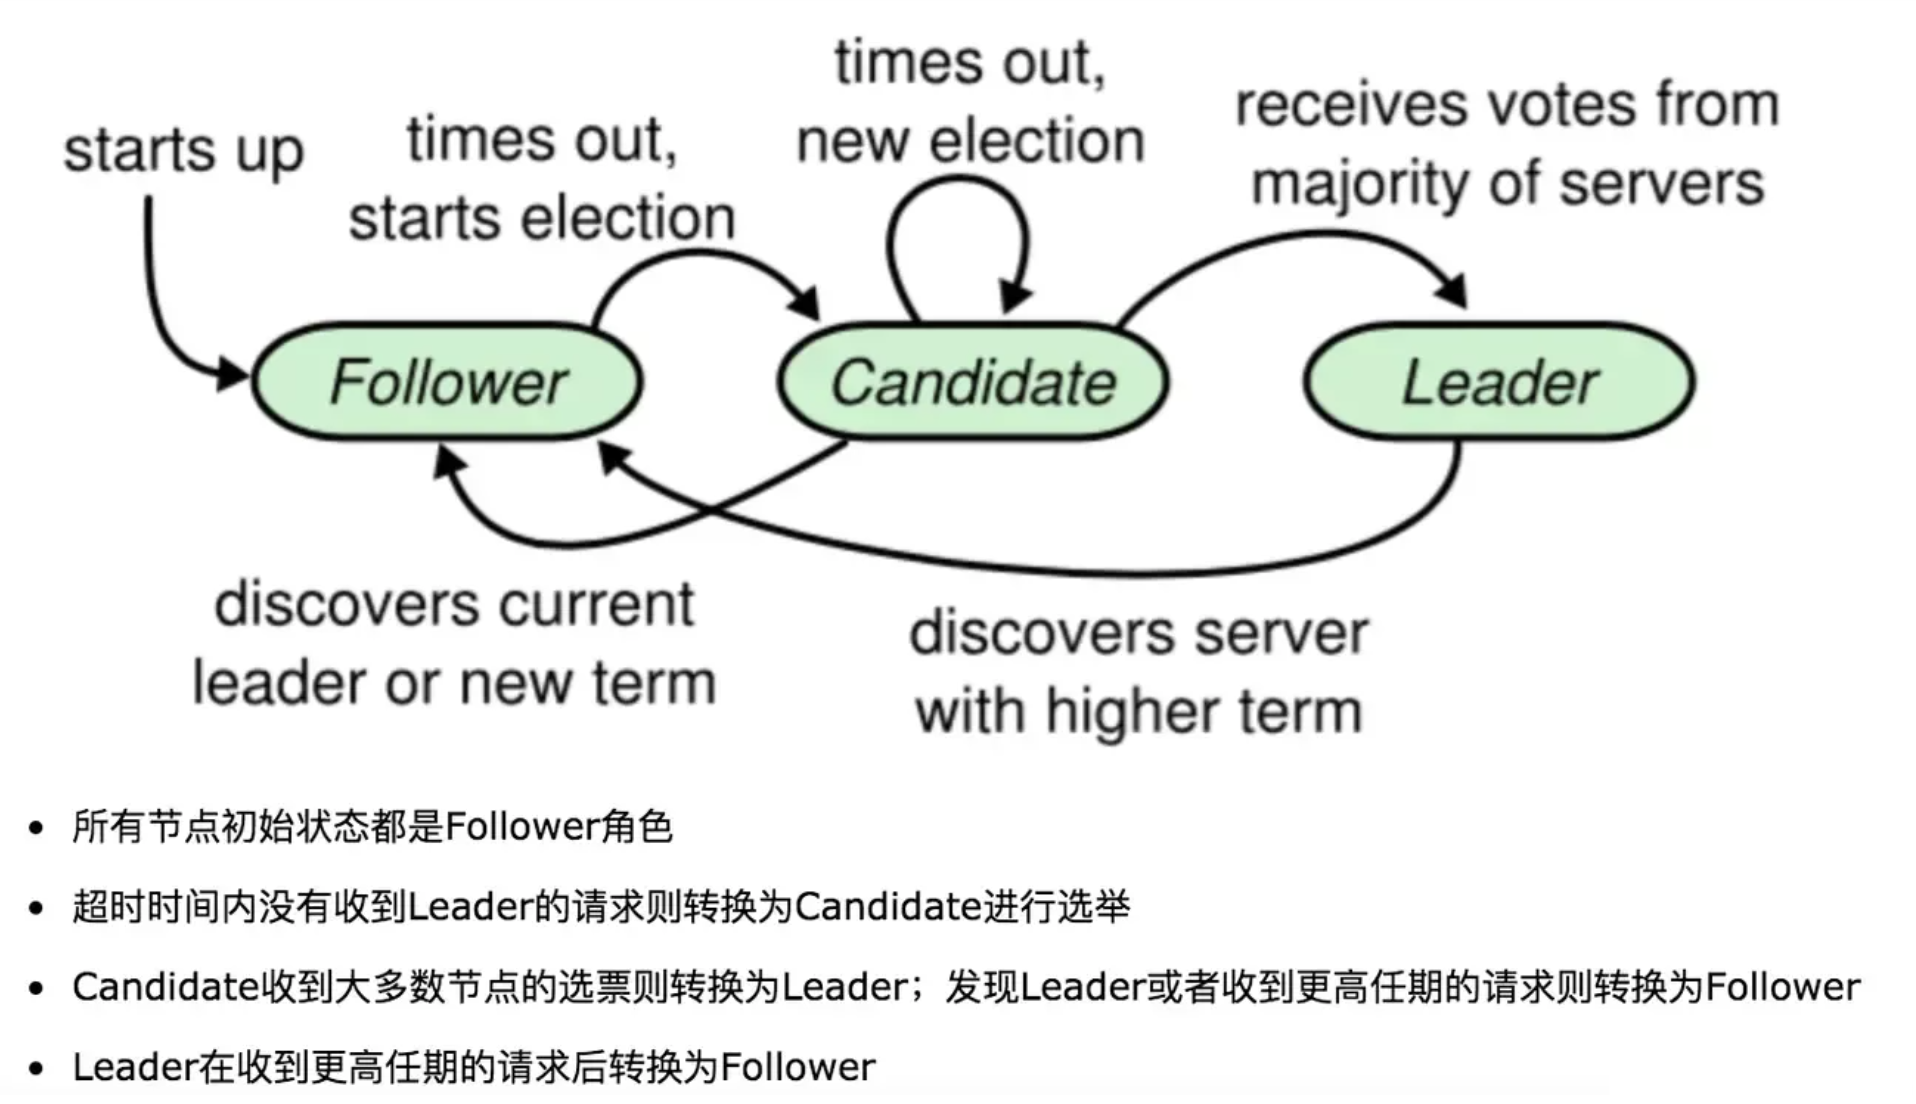 starts up
times out,
starts election
times out,
new election
receives votes from
majority of servers
Follower
Candidate
Leader
discovers current
leader or new term
discovers server
with higher term
• 所有节点初始状态都是Follower角色
• 超时时间内没有收到Leader的请求则转换为Candidate进行选举
• Candidate收到大多数节点的选票则转换为Leader；发现Leader或者收到更高任期的请求则转换为Follower
• Leader在收到更高任期的请求后转换为Follower